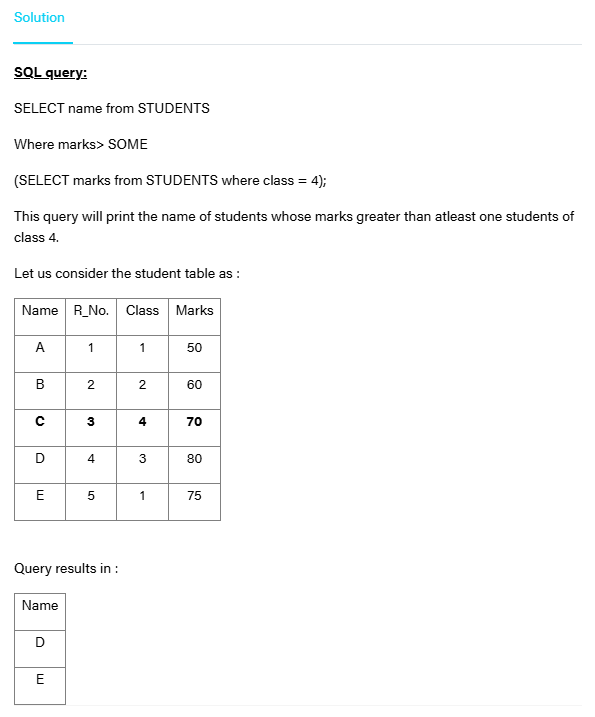 Solution
SQL query:
SELECT name from STUDENTS
Where marks> SOME
(SELECT marks from STUDENTS where class = 4);
This query will print the name of students whose marks greater than atleast one students of
class 4.
Let us consider the student table as :
Name R_No. Class Marks
A 1 1 50
B 2 2 60
C 3 4 70
D 4 3 80
E 5 1 75
Query results in :
Name
D
E